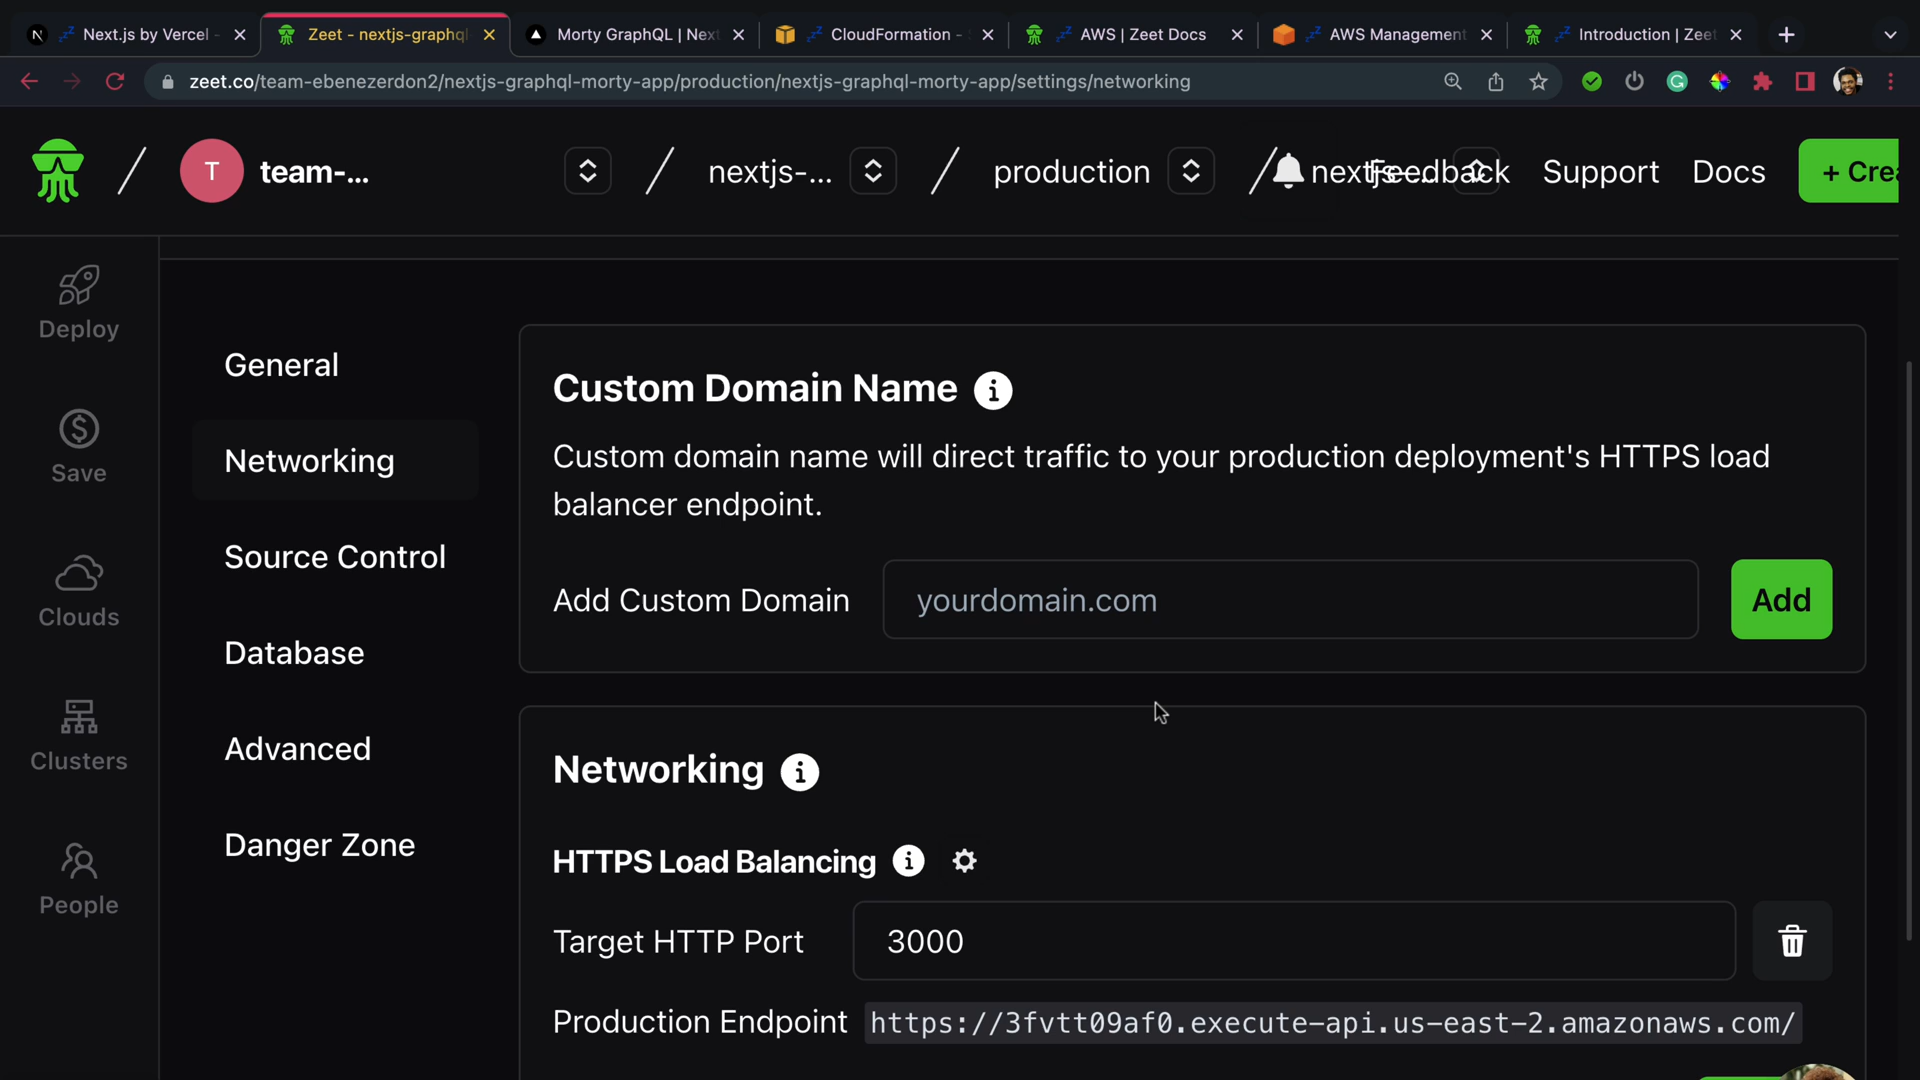 Next.js by Vercel -
Zeet - nextjs-graphql
Morty GraphQL | Next
CloudFormation - S
AWS | Zeet Docs
AWS Management
Introduction | Zeet
zeet.co/team-ebenezerdon2/nextjs-graphql-morty-app/production/nextjs-graphql-morty-app/settings/networking
T team-... nextjs-... production nextjs-... Feedback Support Docs + Crea
Deploy
Save
Clouds
Clusters
People
General
Networking
Source Control
Database
Advanced
Danger Zone
Custom Domain Name
Custom domain name will direct traffic to your production deployment's HTTPS load
balancer endpoint.
Add Custom Domain yourdomain.com Add
Networking
HTTPS Load Balancing
Target HTTP Port 3000
Production Endpoint https://3fvtt09af0.execute-api.us-east-2.amazonaws.com/